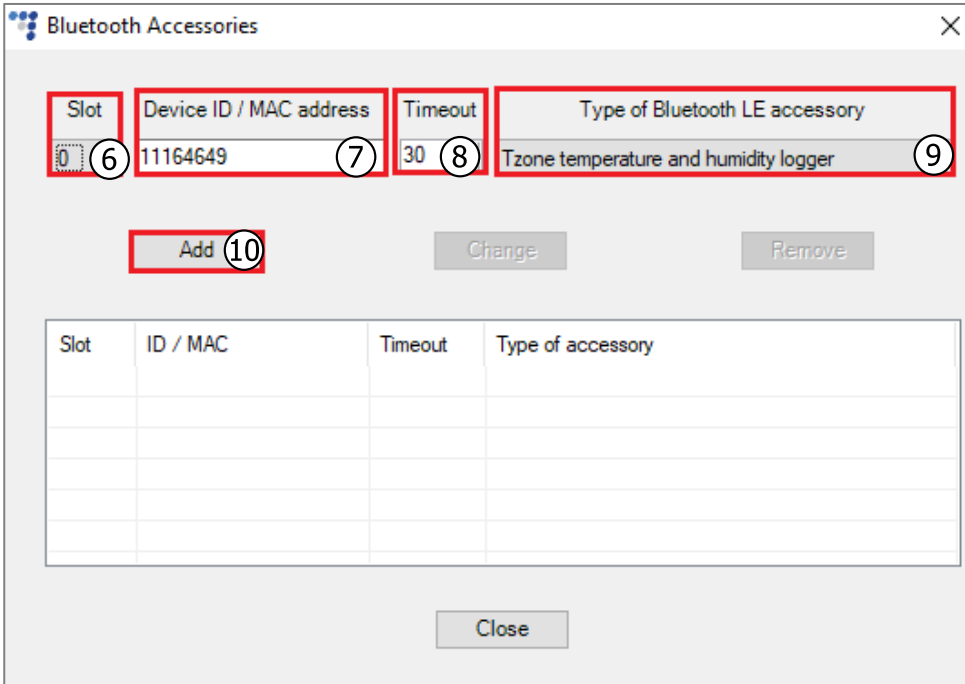 Bluetooth Accessories
Slot Device ID / MAC address Timeout Type of Bluetooth LE accessory
0 6 11164649 7 30 8 Tzone temperature and humidity logger 9
Add 10 Change Remove
Slot ID / MAC Timeout Type of accessory
Close